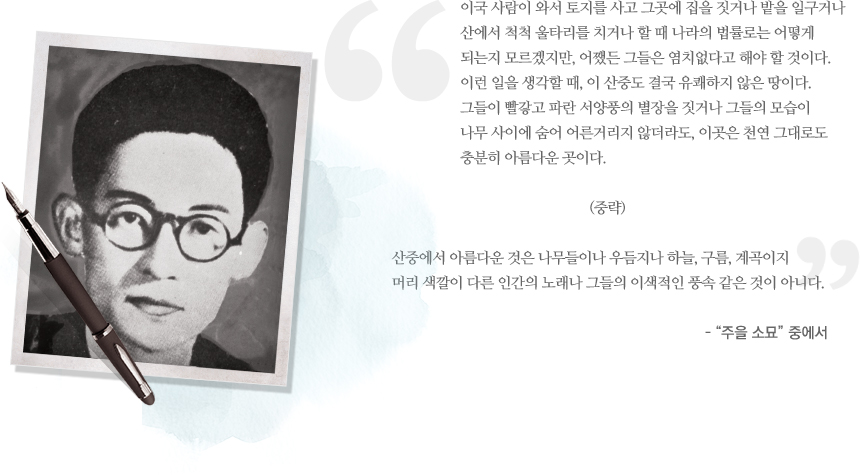 이국 사람이 와서 토지를 사고 그곳에 집을 짓거나 밭을 일구거나
산에서 척척 울타리를 치거나 할 때 나라의 법률로는 어떻게
되는지 모르겠지만, 어쨌든 그들은 염치없다고 해야 할 것이다.
이런 일을 생각할 때, 이 산중도 결국 유쾌하지 않은 땅이다.
그들이 빨갛고 파란 서양풍의 별장을 짓거나 그들의 모습이
나무 사이에 숨어 어른거리지 않더라도, 이곳은 천연 그대로도
충분히 아름다운 곳이다.
(중략)
산중에서 아름다운 것은 나무들이나 우듬지나 하늘, 구름, 계곡이지
머리 색깔이 다른 인간의 노래나 그들의 이색적인 풍속 같은 것이 아니다.
- “주을 소묘” 중에서